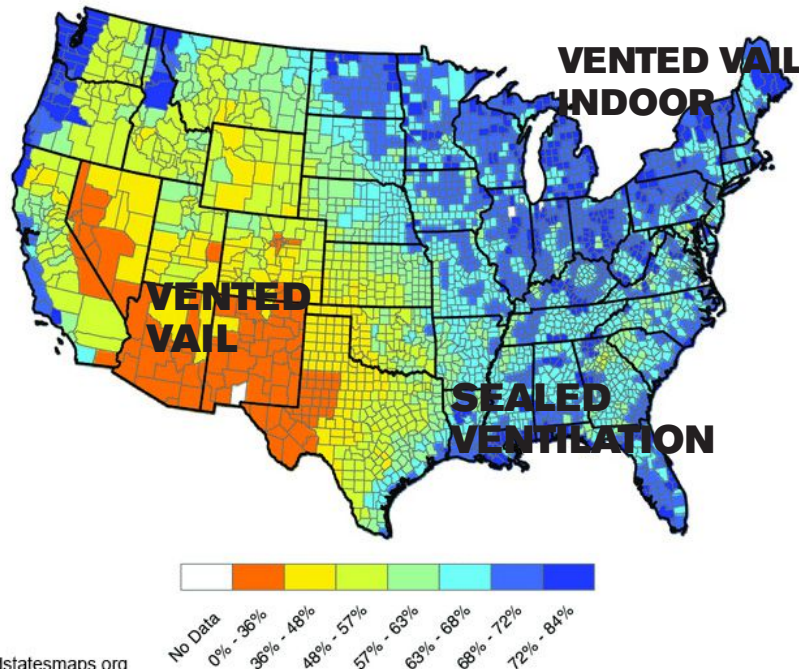 VENTED VAIL
INDOOR
VENTED
VAIL
SEALED
VENTILATION
No Data
0% - 36%
36% - 48%
48% - 57%
57% - 63%
63% - 68%
68% - 72%
72% - 84%
dstatesmaps.org